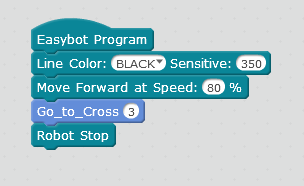 Easybot Program
Line Color: BLACK Sensitive: 350
Move Forward at Speed: 80 %
Go_to_Cross 3
Robot Stop